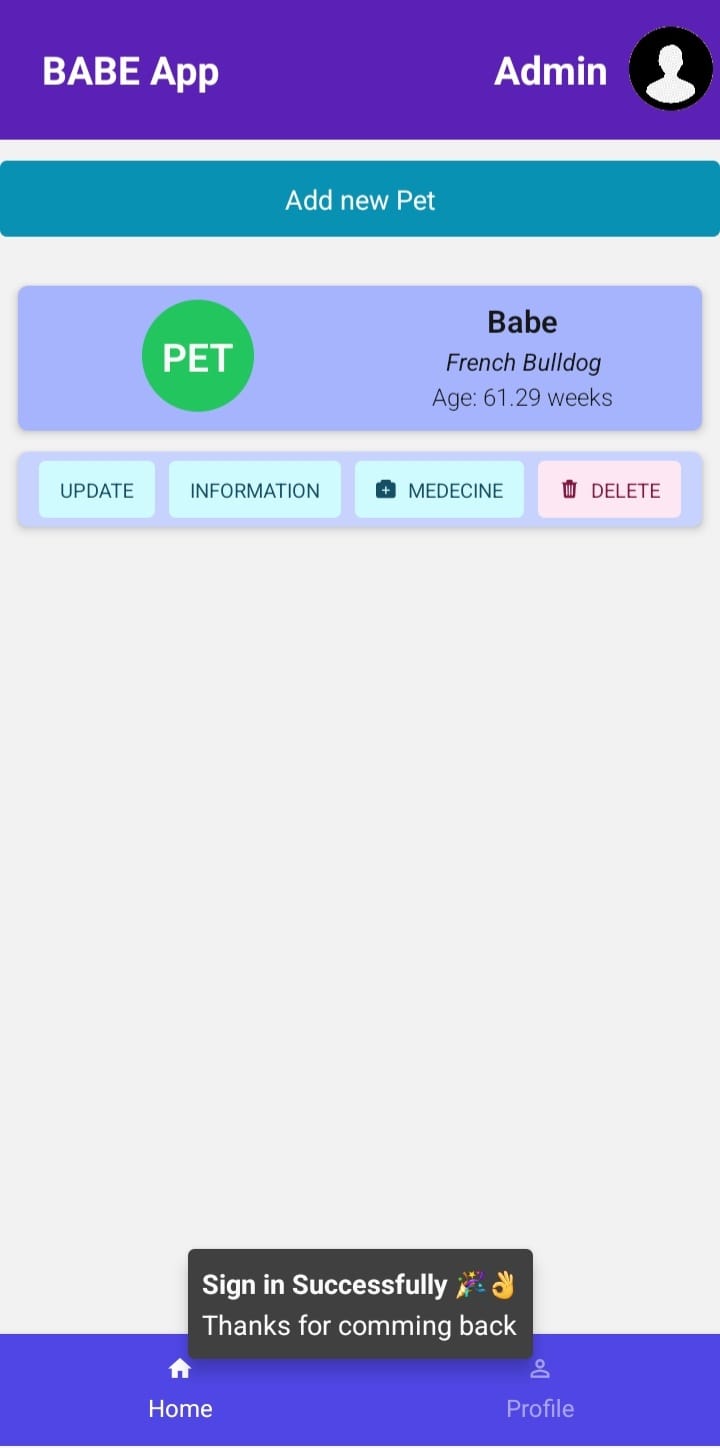 BABE App
Admin
Add new Pet
PET
Babe
French Bulldog
Age: 61.29 weeks
UPDATE
INFORMATION
MEDECINE
DELETE
Sign in Successfully 🎉👌
Thanks for comming back
Home
Profile